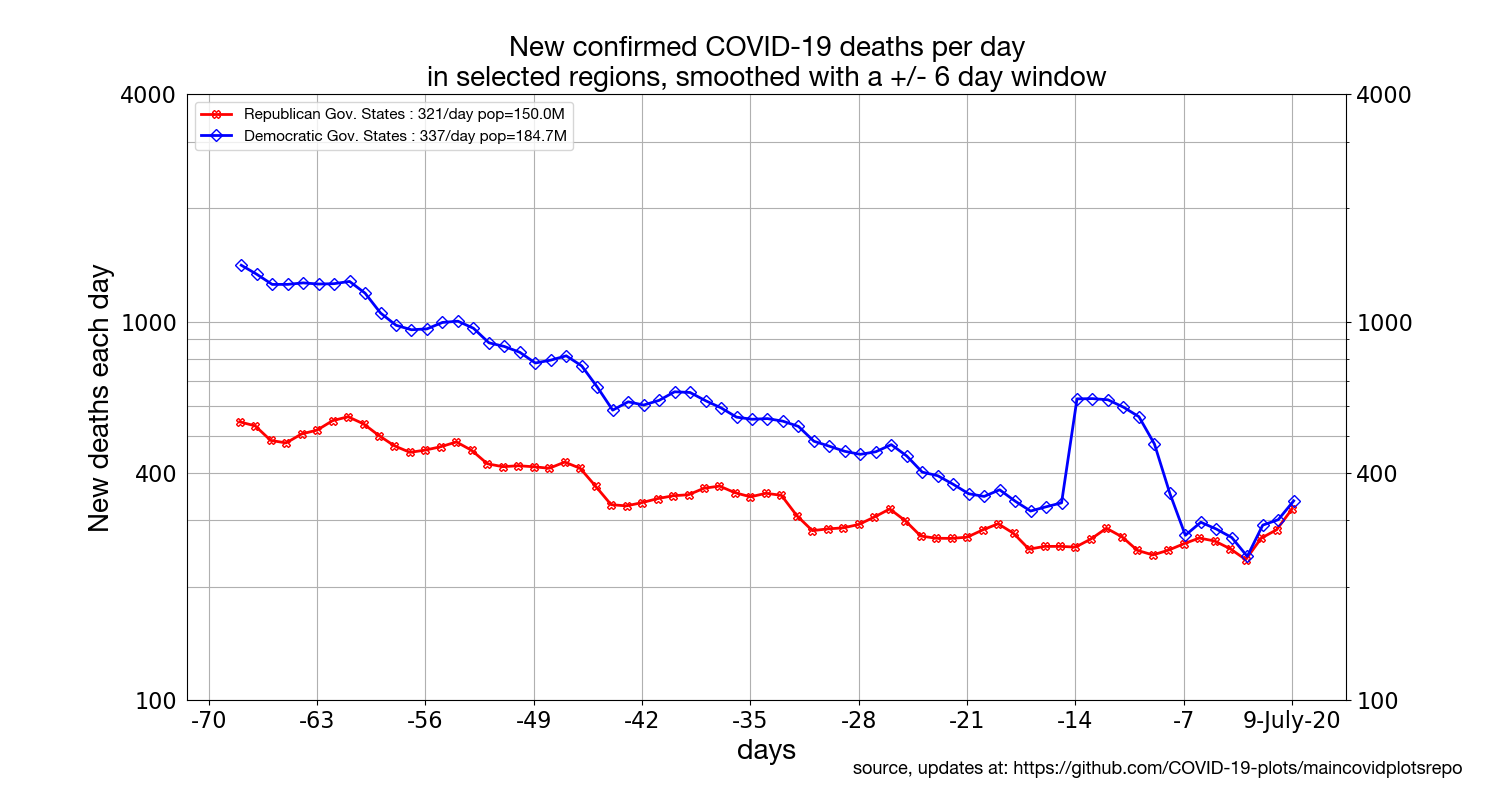 New confirmed COVID-19 deaths per day
in selected regions, smoothed with a +/- 6 day window
4000
4000
Republican Gov. States : 321/day pop=150.0M
Democratic Gov. States : 337/day pop=184.7M
New deaths each day
1000
1000
400
400
100
100
-70 -63 -56 -49 -42 -35 -28 -21 -14 -7 9-July-20
days
source, updates at: https://github.com/COVID-19-plots/maincovidplotsrepo